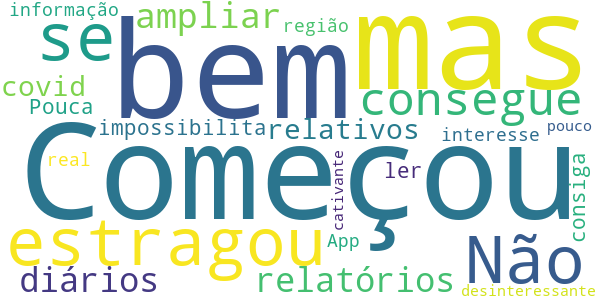 informação
ampliar
região
se
bem
mas
covid
Pouca
consegue
impossibilita
relativos
interesse
pouco
Começou
real
ler
cativante
consiga
estragou
App
Não
diários
relatórios
desinteressante